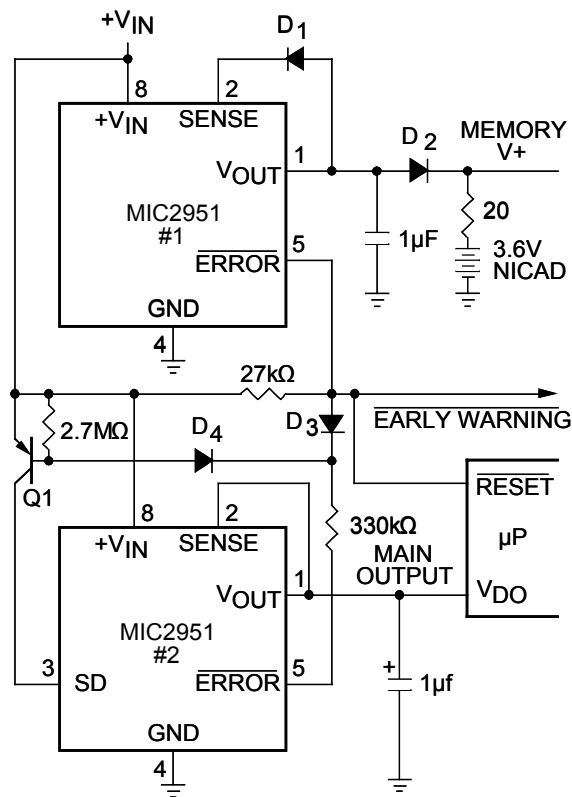 +VIN
D1
8
2
+VIN
SENSE
D2
MEMORY
V+
1
VOUT
MIC2951
#1
20
1µF
3.6V
NICAD
5
ERROR
GND
4
27kΩ
EARLY WARNING
2.7MΩ
D4
D3
Q1
RESET
µP
8
2
+VIN
SENSE
330kΩ
MAIN
OUTPUT
1
VOUT
VDO
MIC2951
#2
3
SD
5
ERROR
+
1µf
GND
4